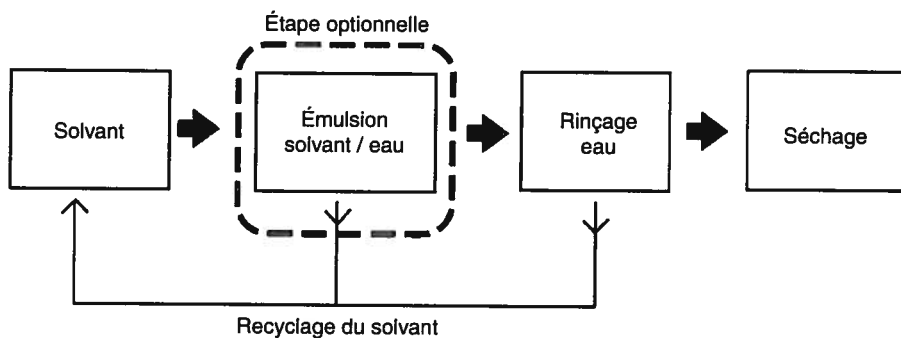 Étape optionnelle
Solvant
Émulsion
solvant / eau
Rinçage
eau
Séchage
Recyclage du solvant